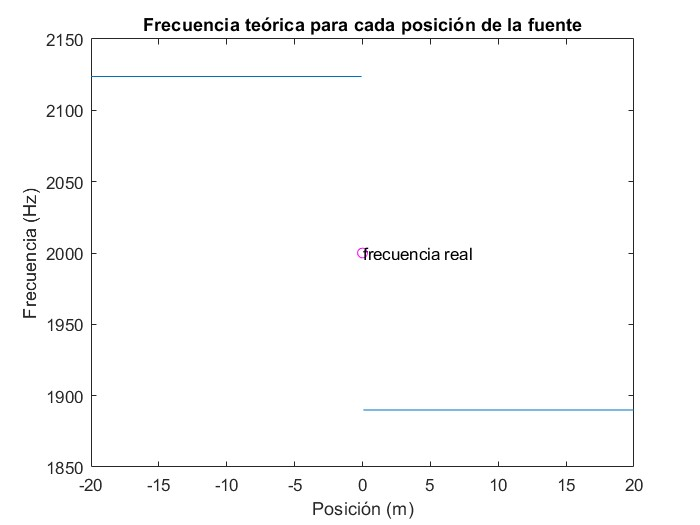 Frecuencia teórica para cada posición de la fuente
2150
2100
2050
2000
1950
1900
1850
Frecuencia (Hz)
frecuencia real
-20 -15 -10 -5 0 5 10 15 20
Posición (m)